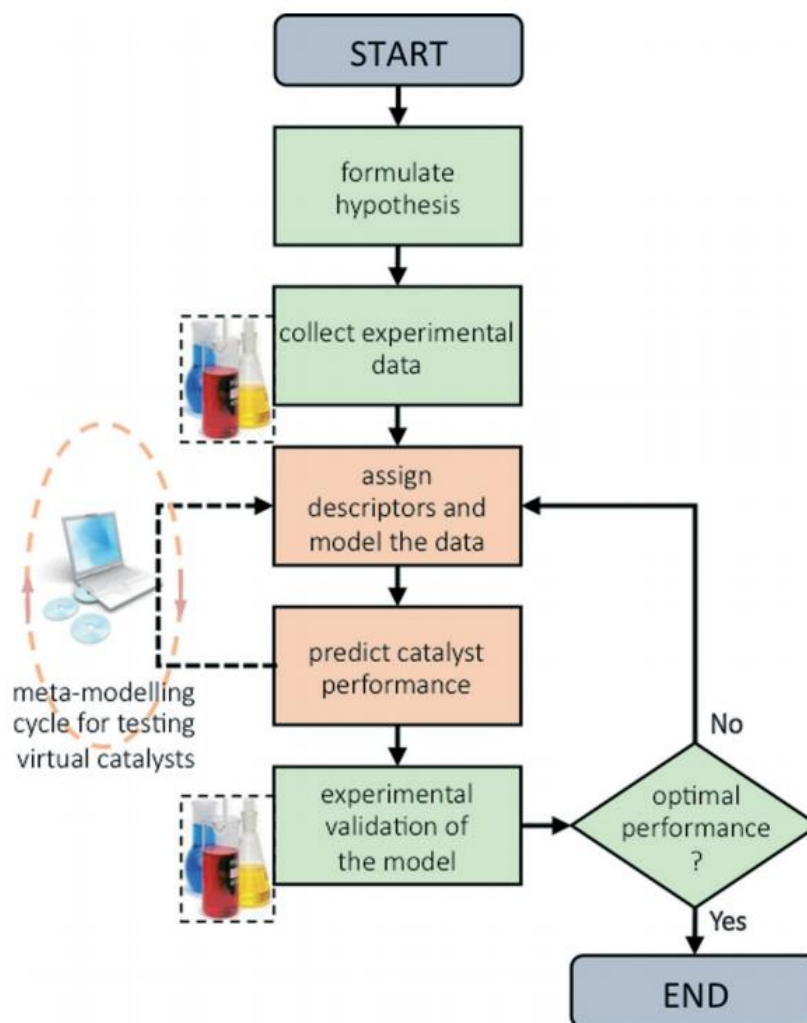 START
formulate
hypothesis
collect experimental
data
assign
descriptors and
model the data
predict catalyst
performance
meta-modelling
cycle for testing
virtual catalysts
experimental
validation of
the model
No
optimal
performance
?
Yes
END